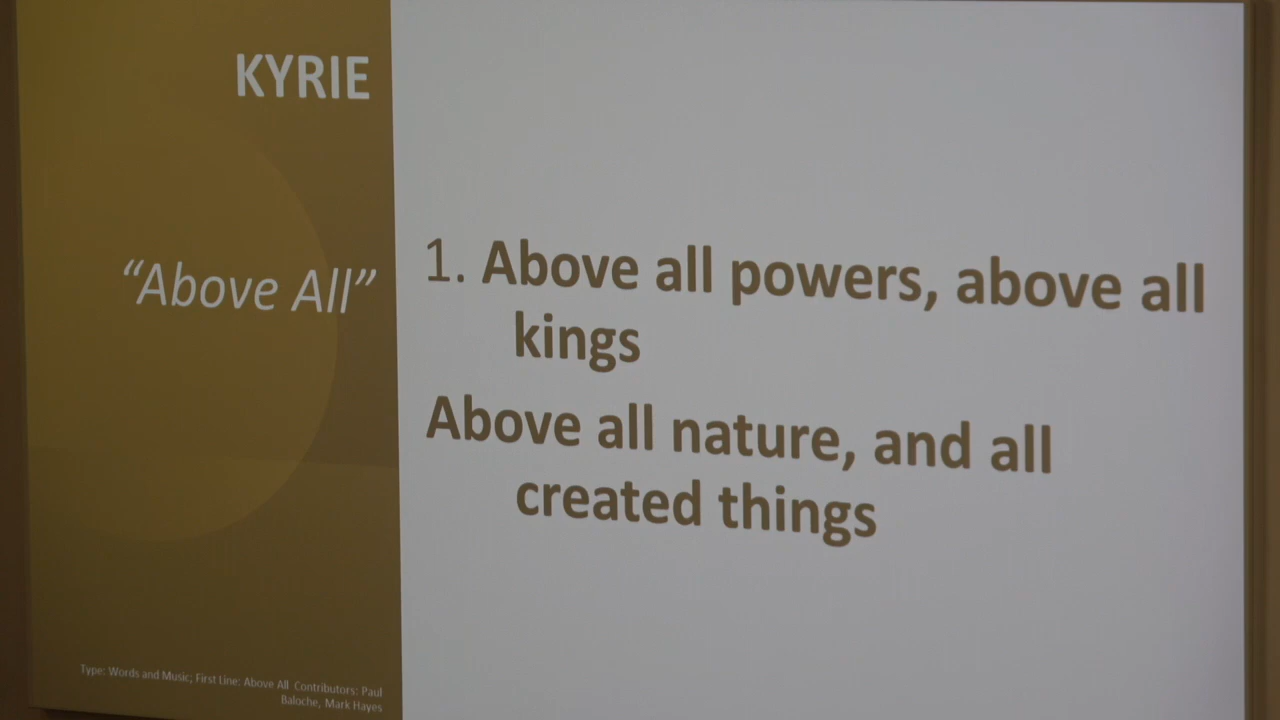 KYRIE
“Above All”
1. Above all powers, above all
kings
Above all nature, and all
created things
Type: Words and Music; First Line: Above All Contributors: Paul
Baloche, Mark Hayes